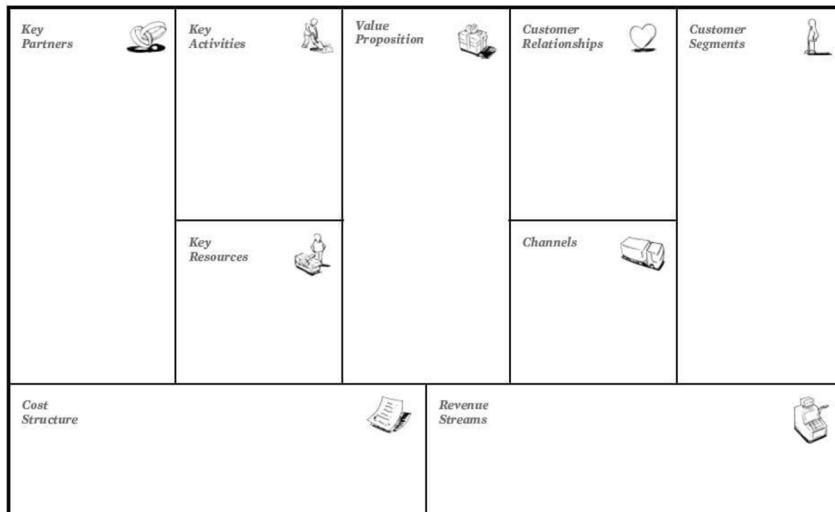 Key
Partners
Key
Activities
Value
Proposition
Customer
Relationships
Customer
Segments
Key
Resources
Channels
Cost
Structure
Revenue
Streams